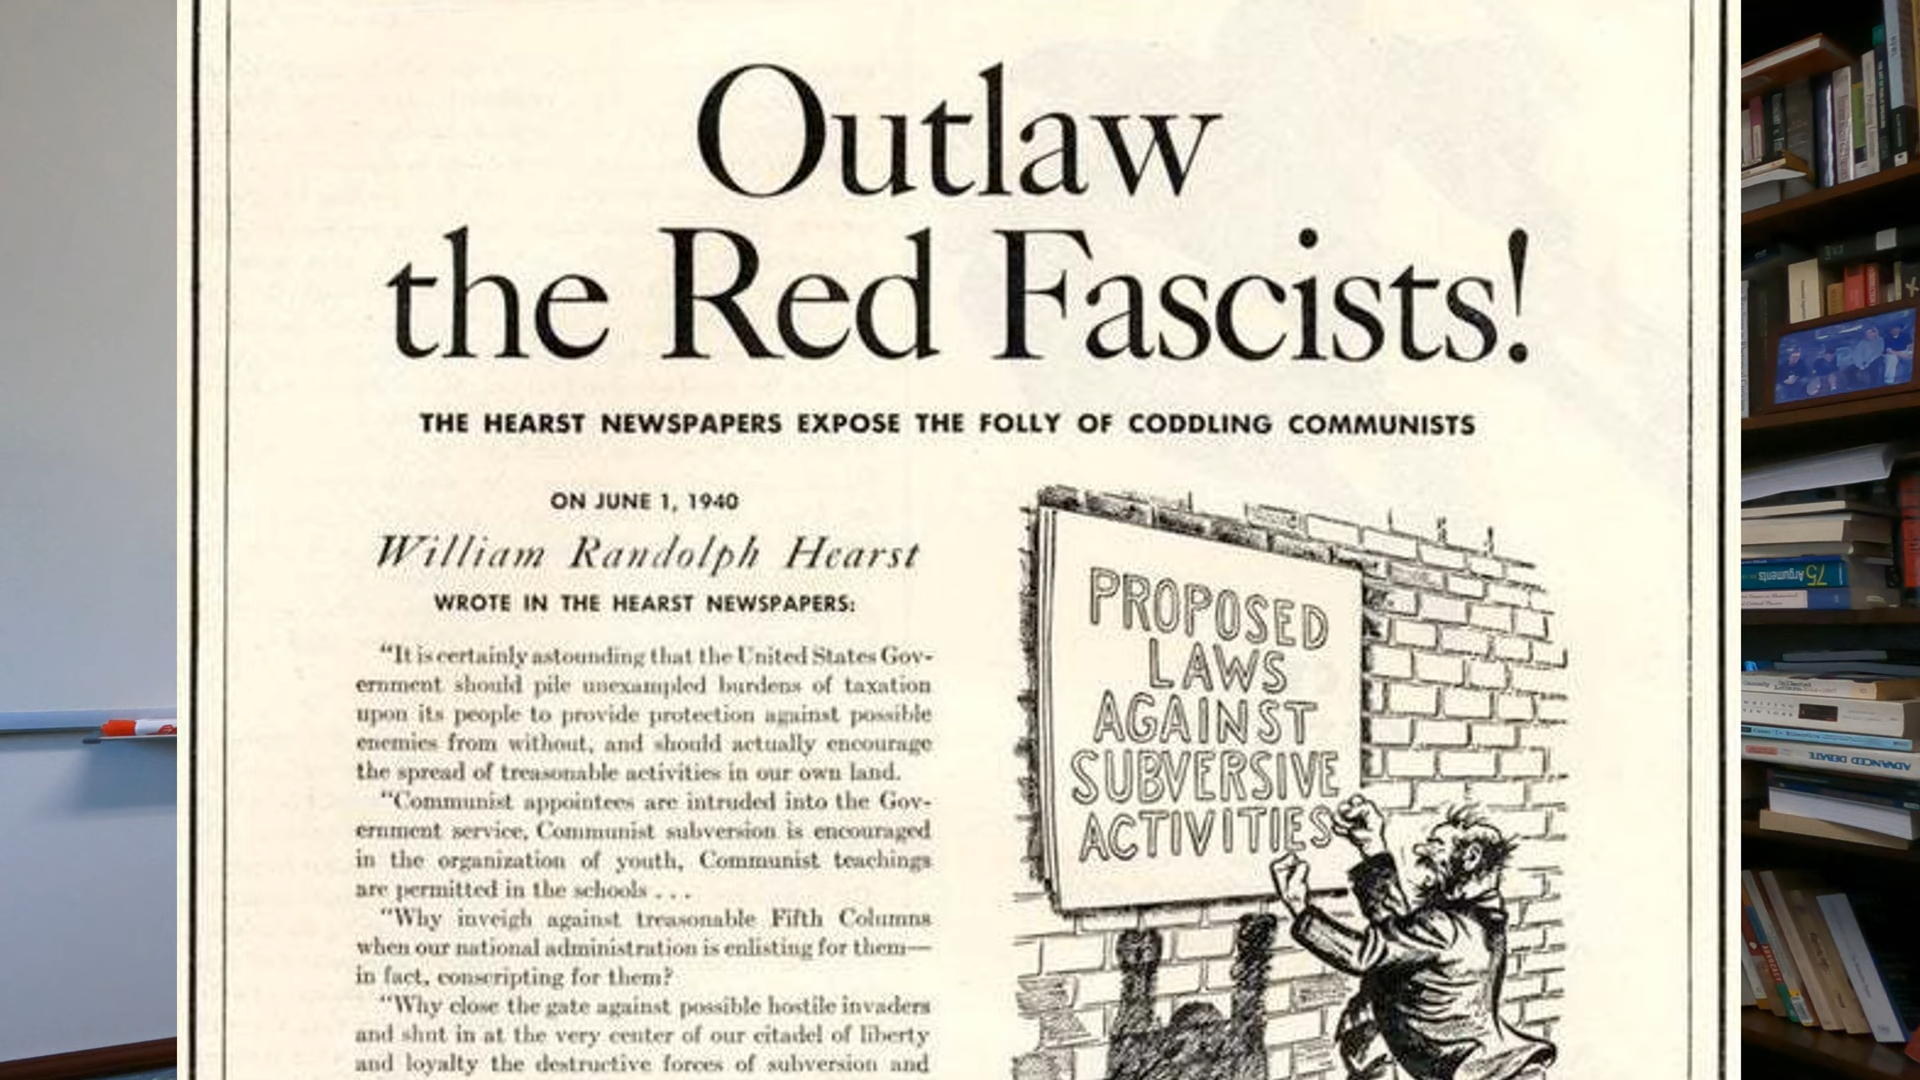 Outlaw
the Red Fascists!
THE HEARST NEWSPAPERS EXPOSE THE FOLLY OF CODDLING COMMUNISTS
ON JUNE 1, 1940
William Randolph Hearst
WROTE IN THE HEARST NEWSPAPERS:
"It is certainly astounding that the United States Gov-
ernment should pile unexampled burdens of taxation
upon its people to provide protection against possible
enemies from without, and should actually encourage
the spread of treasonable activities in our own land.
"Communist appointees are intruded into the Gov-
ernment service, Communist subversion is encouraged
in the organization of youth, Communist teachings
are permitted in the schools . . .
"Why inveigh against treasonable Fifth Columns
when our national administration is enlisting for them—
in fact, conscripting for them?
"Why close the gate against possible hostile invaders
and shut in at the very center of our citadel of liberty
and loyalty the destructive forces of subversion and
PROPOSED
LAWS
AGAINST
SUBVERSIVE
ACTIVITIES
75
Arguments
ADVANCED DEBATE